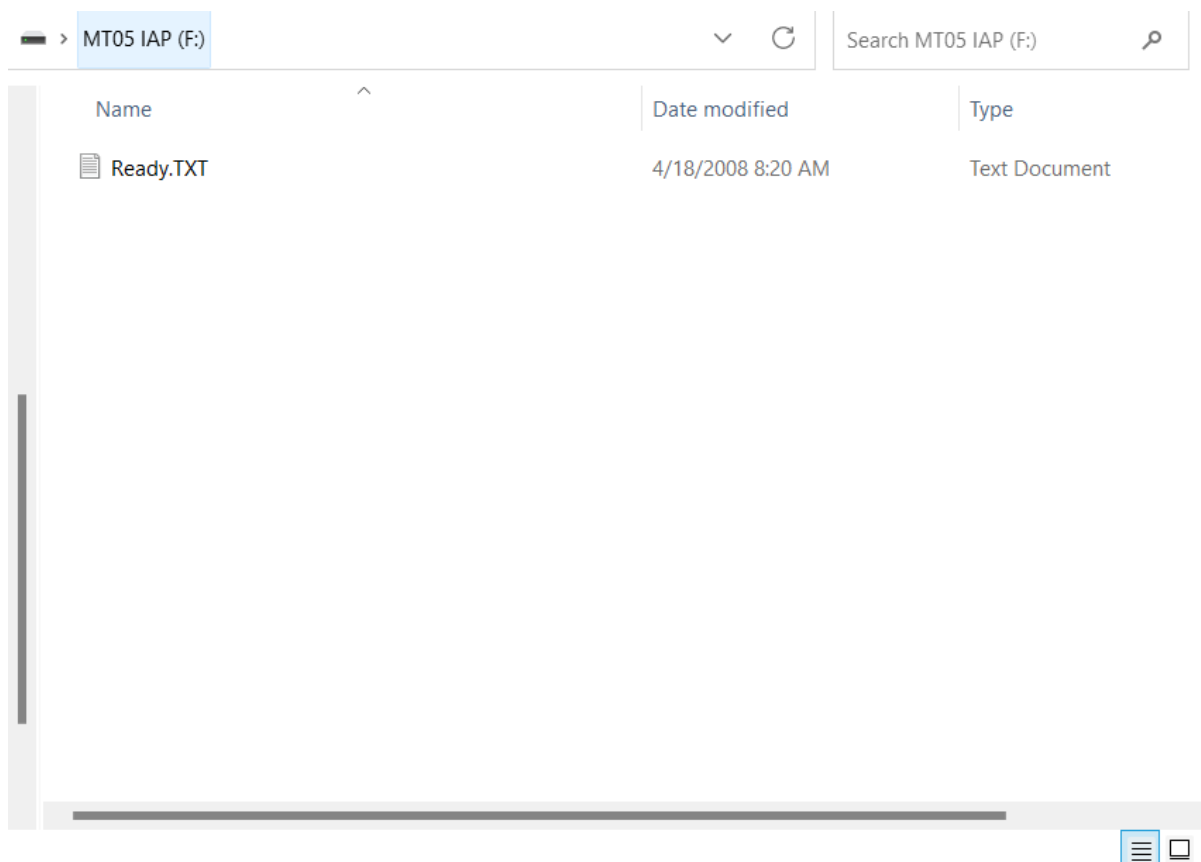 MT05 IAP (F:) Search MT05 IAP (F:)
Name Date modified Type
Ready.TXT 4/18/2008 8:20 AM Text Document